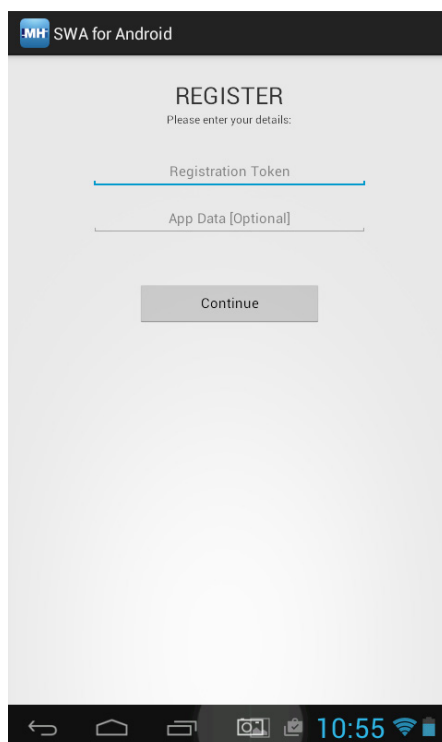 MH SWA for Android
REGISTER
Please enter your details:
Registration Token
App Data [Optional]
Continue
10:55